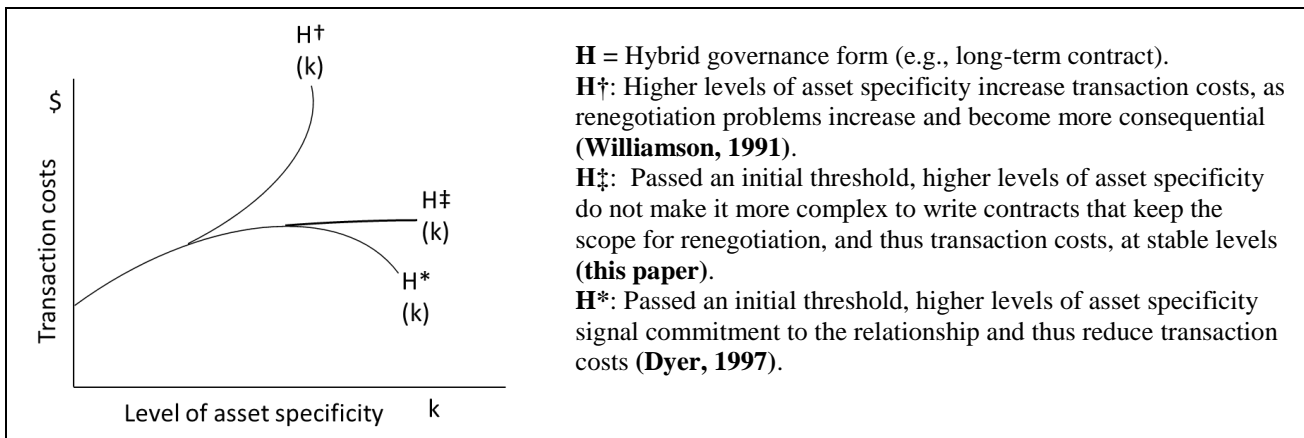 H†
(k)
$
Transaction costs
H‡
(k)
H*
(k)
Level of asset specificity k
H = Hybrid governance form (e.g., long-term contract).
H†: Higher levels of asset specificity increase transaction costs, as
renegotiation problems increase and become more consequential
(Williamson, 1991).
H‡: Passed an initial threshold, higher levels of asset specificity
do not make it more complex to write contracts that keep the
scope for renegotiation, and thus transaction costs, at stable levels
(this paper).
H*: Passed an initial threshold, higher levels of asset specificity
signal commitment to the relationship and thus reduce transaction
costs (Dyer, 1997).